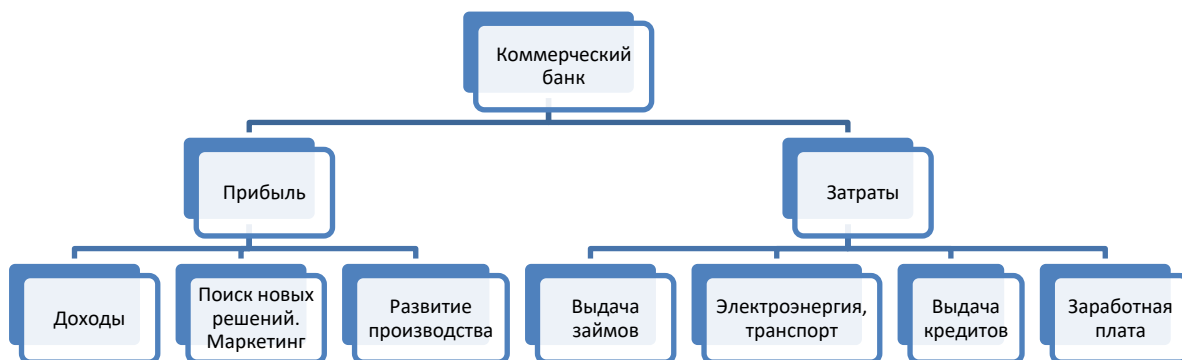 Коммерческий
банк
Прибыль
Затраты
Доходы
Поиск новых
решений.
Маркетинг
Развитие
производства
Выдача
займов
Электроэнергия,
транспорт
Выдача
кредитов
Заработная
плата